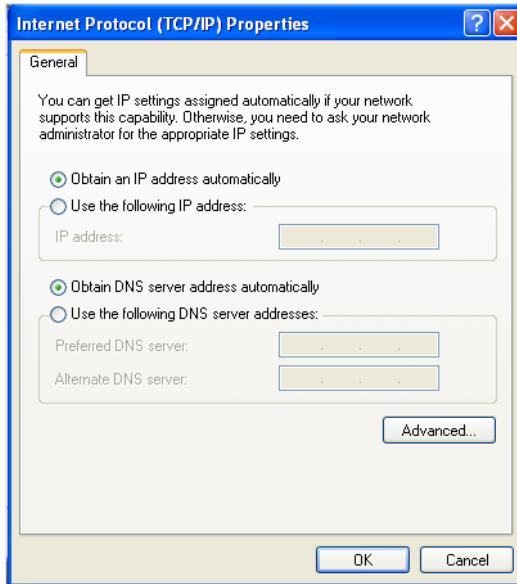 Internet Protocol (TCP/IP) Properties
General
You can get IP settings assigned automatically if your network
supports this capability. Otherwise, you need to ask your network
administrator for the appropriate IP settings.
Obtain an IP address automatically
Use the following IP address:
IP address:
Obtain DNS server address automatically
Use the following DNS server addresses:
Preferred DNS server:
Alternate DNS server:
Advanced...
OK Cancel